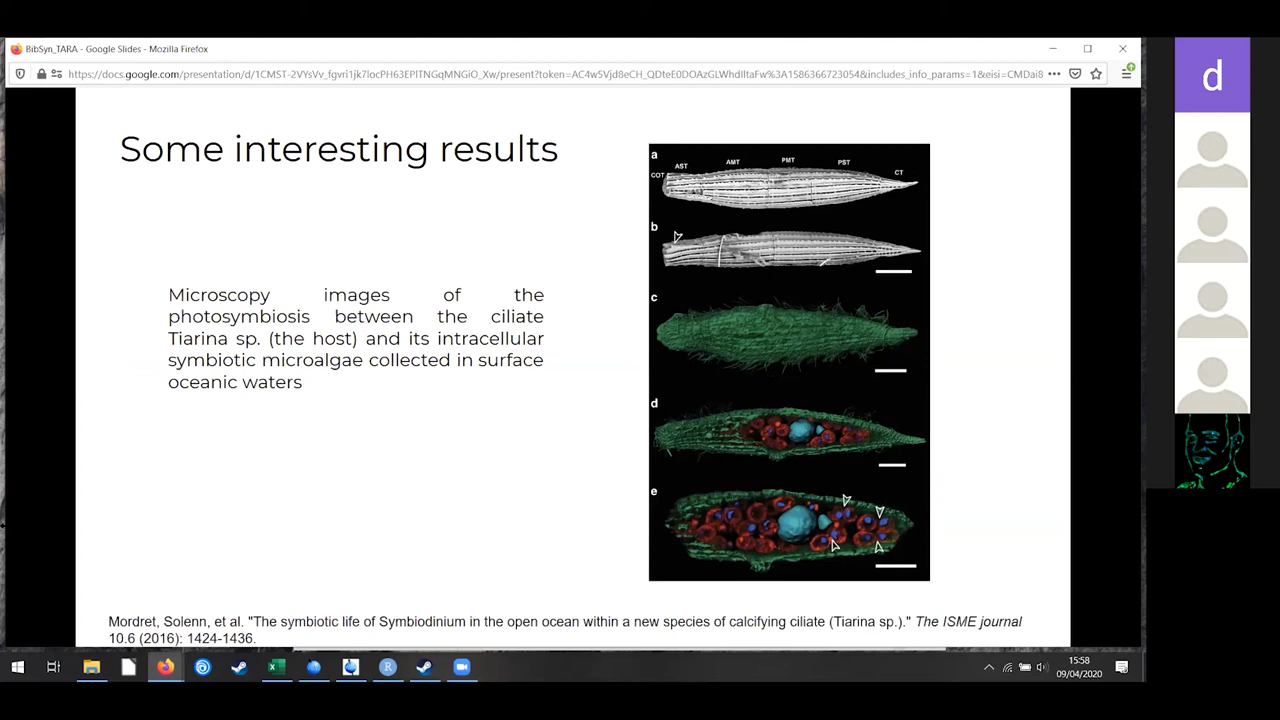 BibSyn_TARA - Google Slides - Mozilla Firefox
https://docs.google.com/presentation/d/1CMST-2VYsVv_fgvri1jk7locPH63EPlTNGqMNGiO_Xw/present?token=AC4w5Vjd8eCH_QDteE0DOAzGLWhdIltaFw%3A1586366723054&includes_info_params=1&eisi=CMDai8
d
Some interesting results
Microscopy images of the
photosymbiosis between the ciliate
Tiarina sp. (the host) and its intracellular
symbiotic microalgae collected in surface
oceanic waters
a
COT AST AMT PMT PST CT
b
c
d
e
Mordret, Solenn, et al. "The symbiotic life of Symbiodinium in the open ocean within a new species of calcifying ciliate (Tiarina sp.)." The ISME journal
10.6 (2016): 1424-1436.
15:58
09/04/2020